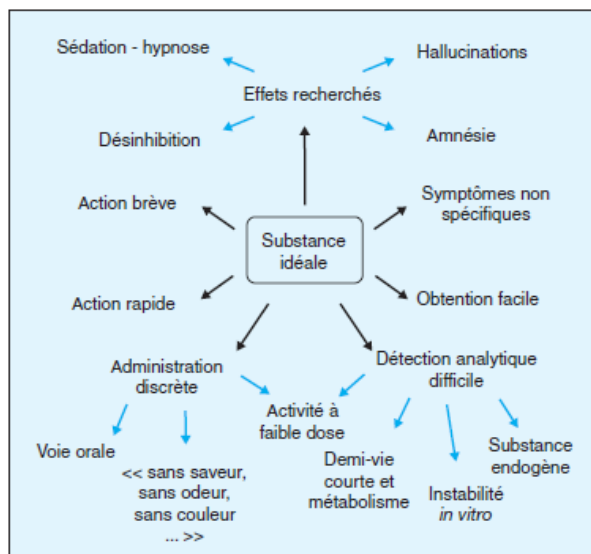 Sédation - hypnose
Hallucinations
Effets recherchés
Désinhibition
Amnésie
Action brève
Symptômes non
spécifiques
Substance
idéale
Action rapide
Obtention facile
Administration
discrète
Détection analytique
difficile
Activité à
faible dose
Voie orale
<< sans saveur,
sans odeur,
sans couleur
... >>
Demi-vie
courte et
métabolisme
Instabilité
in vitro
Substance
endogène